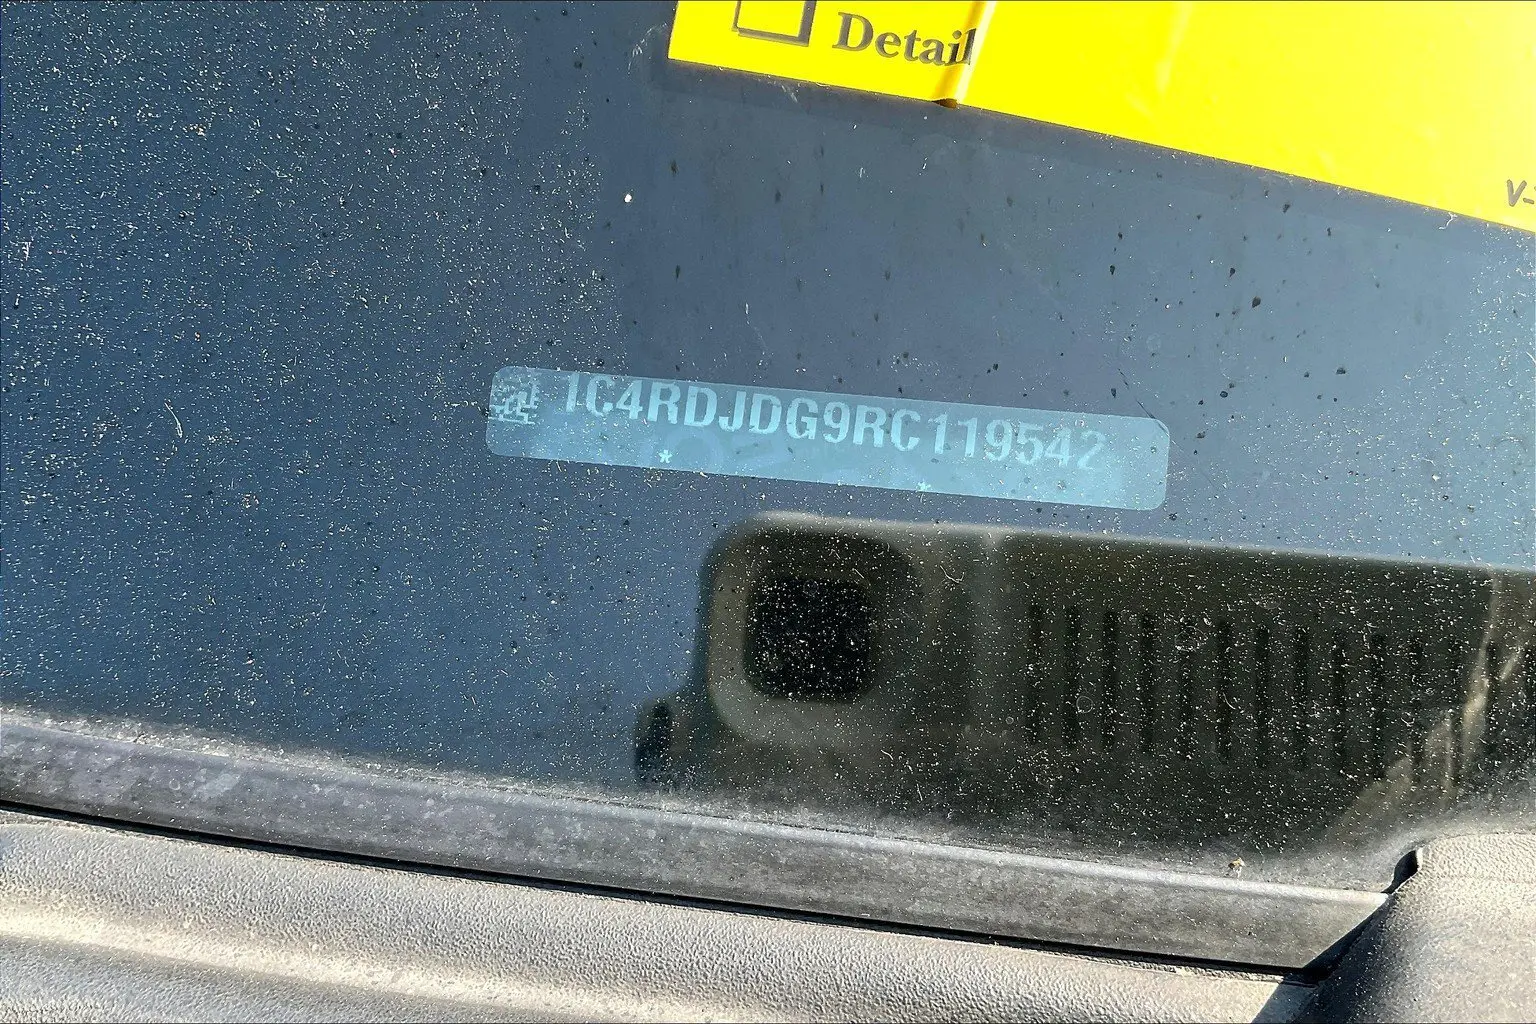 Detail
V-
1C4RDJDG9RC119542
* *